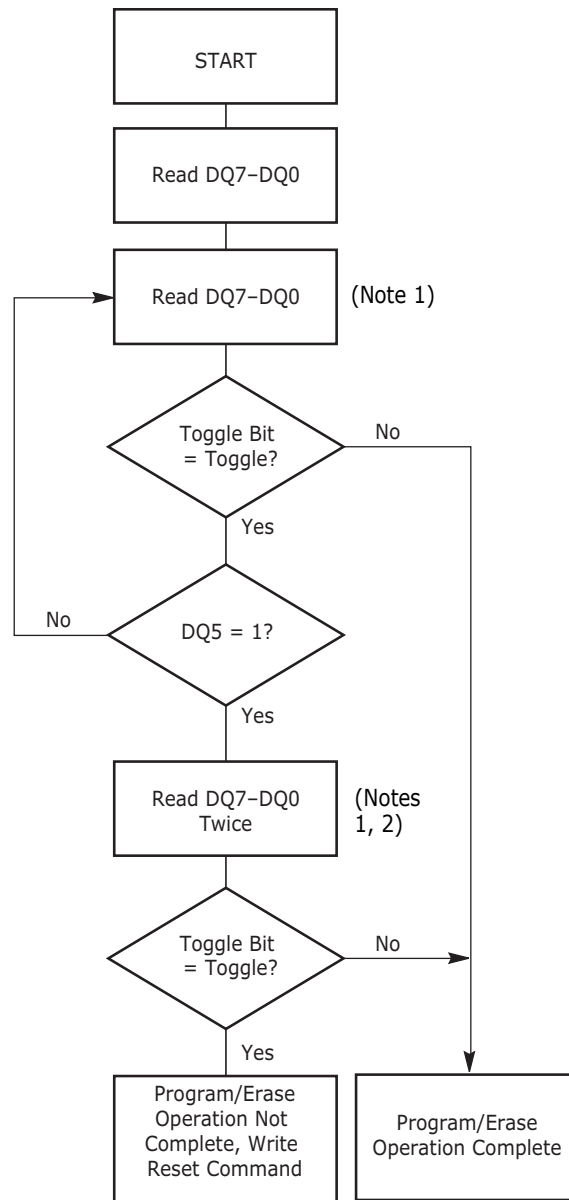 START
Read DQ7–DQ0
Read DQ7–DQ0
(Note 1)
Toggle Bit
= Toggle?
No
Yes
No
DQ5 = 1?
Yes
Read DQ7–DQ0
Twice
(Notes
1, 2)
Toggle Bit
= Toggle?
No
Yes
Program/Erase
Operation Not
Complete, Write
Reset Command
Program/Erase
Operation Complete